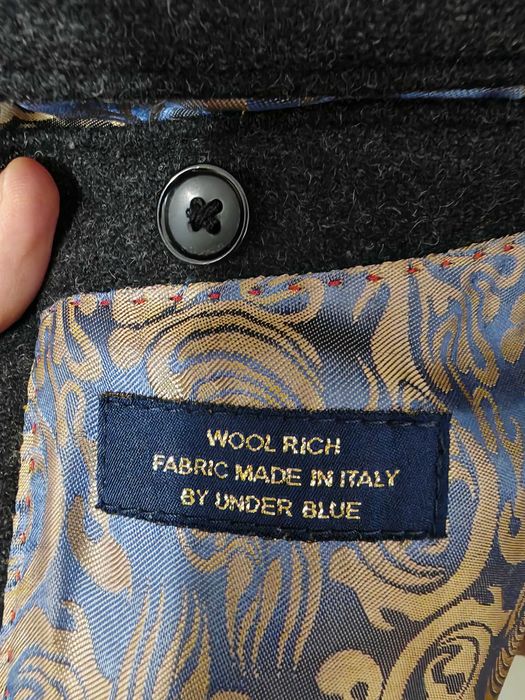 WOOL RICH
FABRIC MADE IN ITALY
BY UNDER BLUE